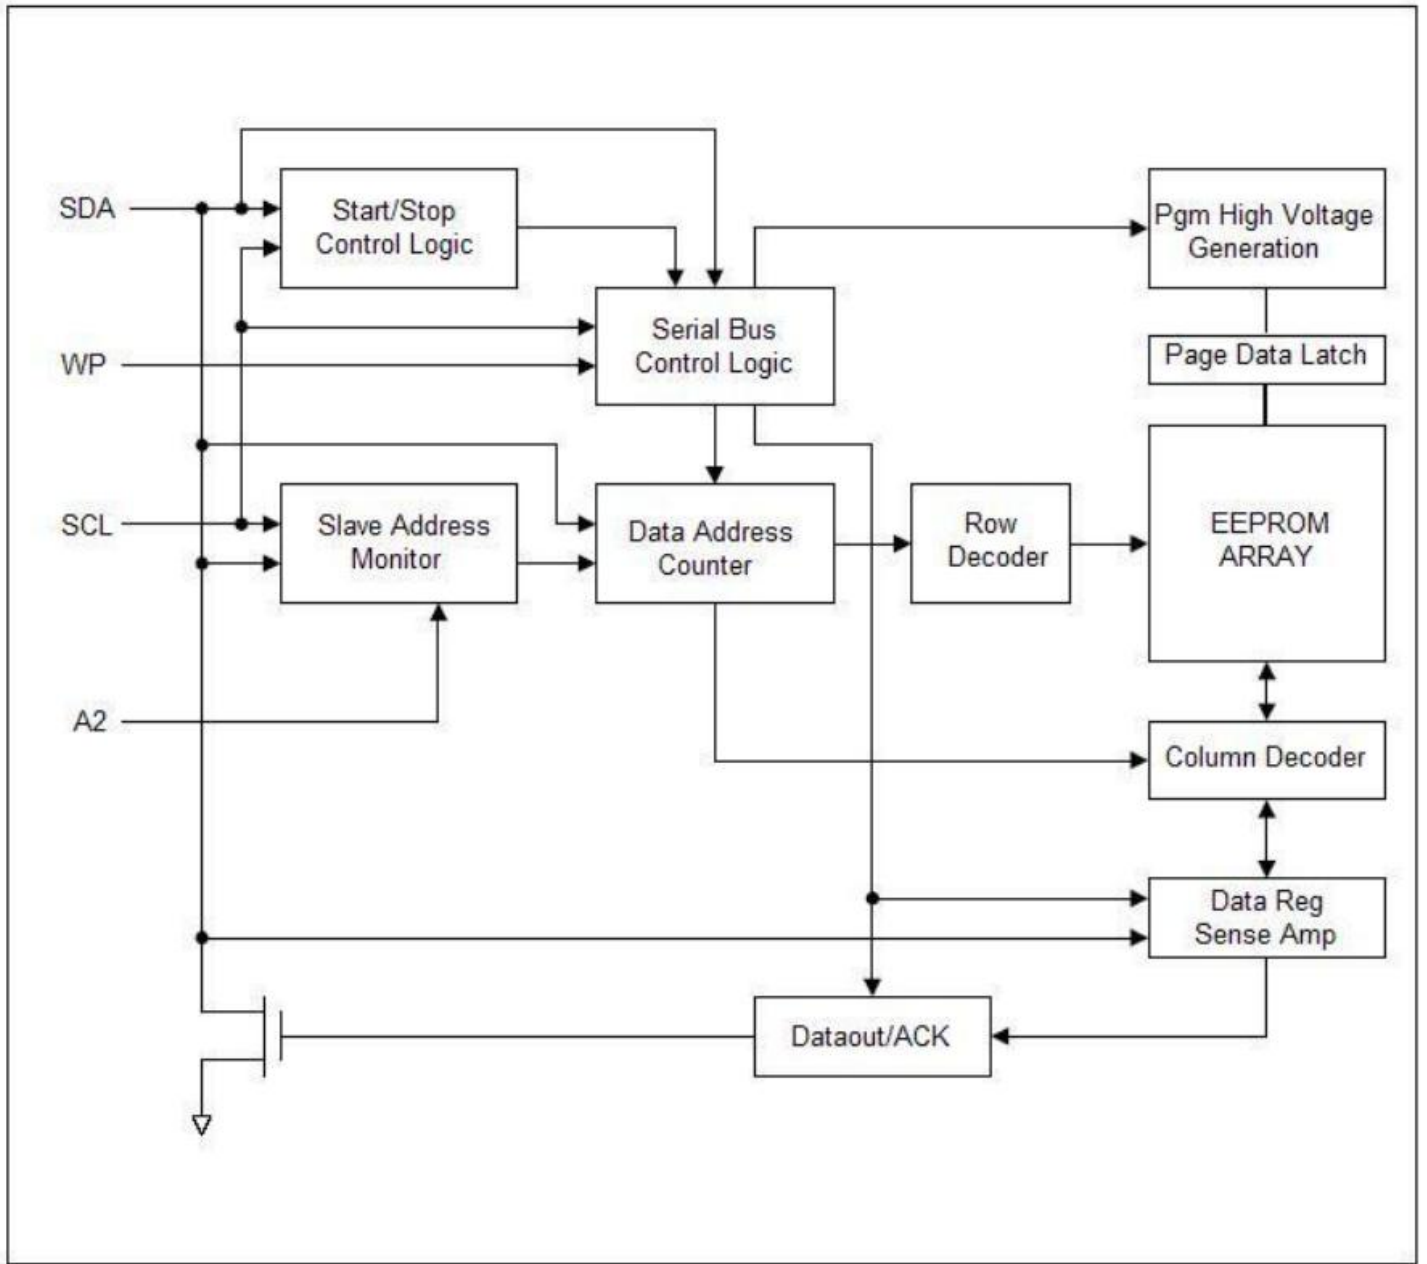 SDA
Start/Stop
Control Logic
Pgm High Voltage
Generation
WP
Serial Bus
Control Logic
Page Data Latch
SCL
Slave Address
Monitor
Data Address
Counter
Row
Decoder
EEPROM
ARRAY
A2
Column Decoder
Data Reg
Sense Amp
Dataout/ACK